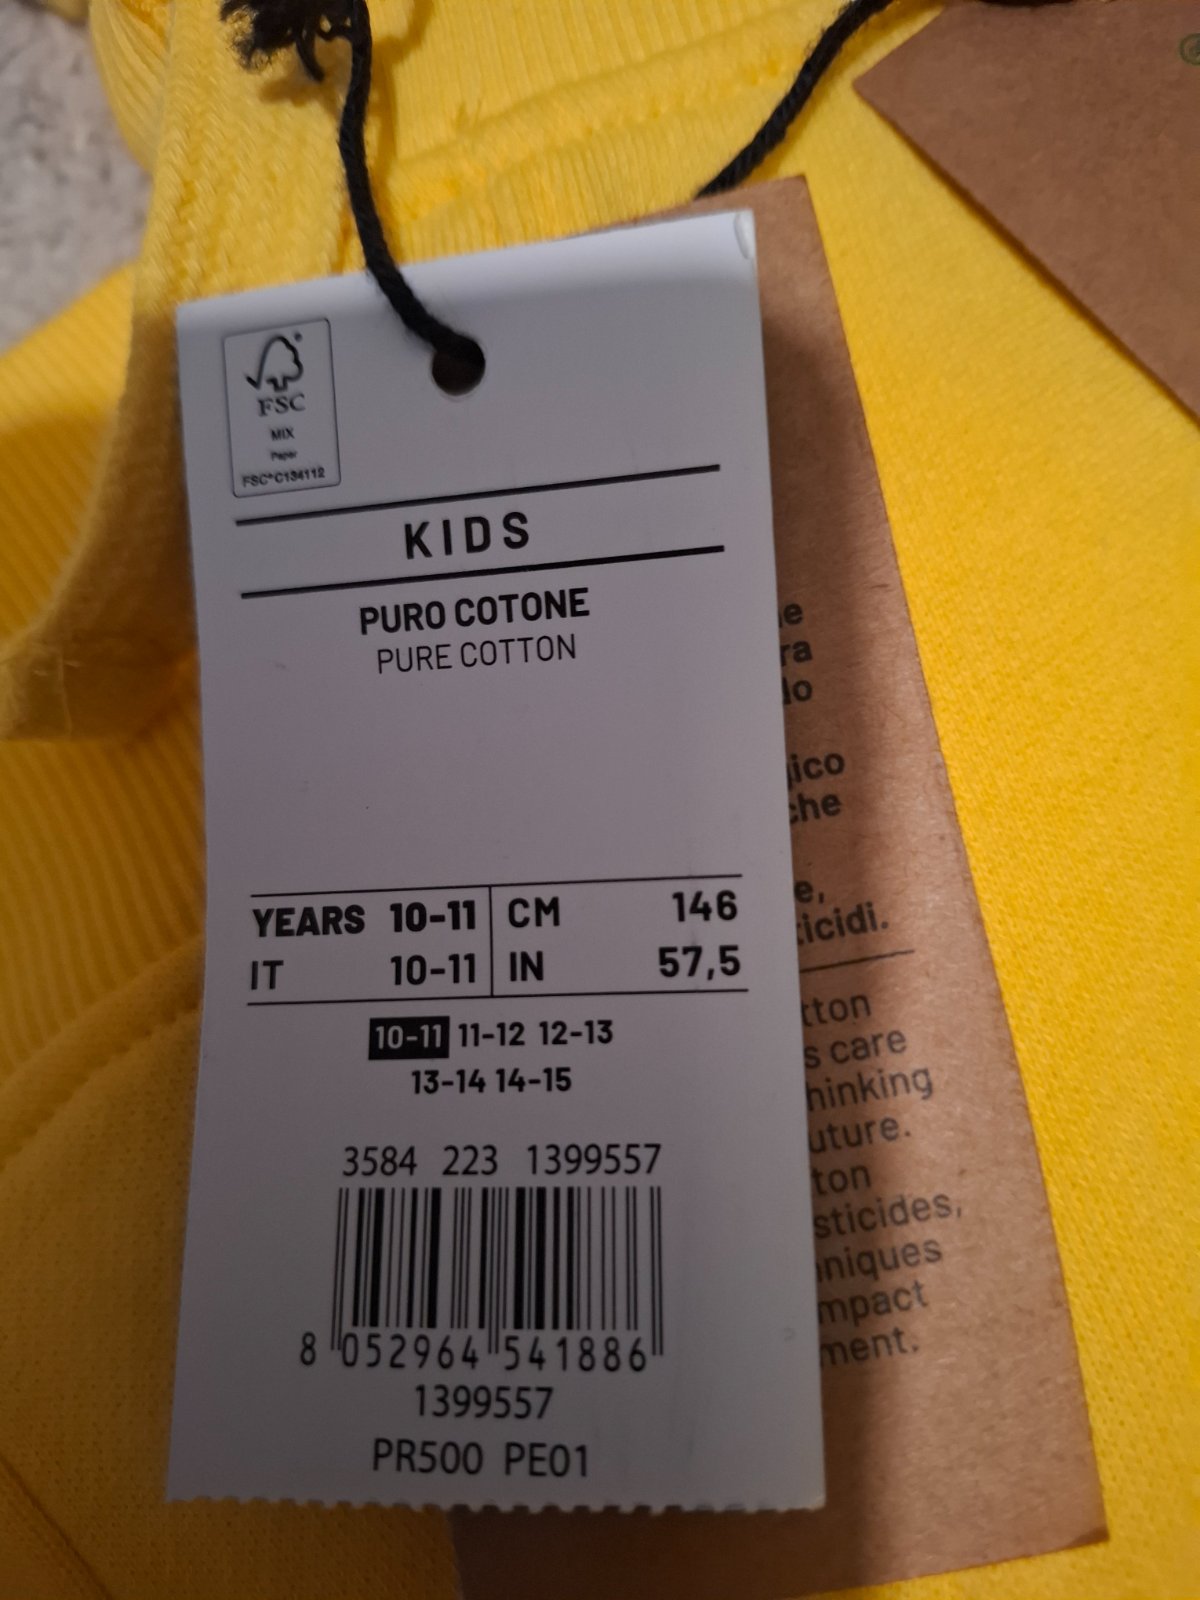 FSC
MIX
Paper
FSC® C134112
KIDS
PURO COTONE
PURE COTTON
YEARS 10-11 CM 146
IT 10-11 IN 57,5
10-11 11-12 12-13
13-14 14-15
3584 223 1399557
8 052964 541886
1399557
PR500 PE01
che
care